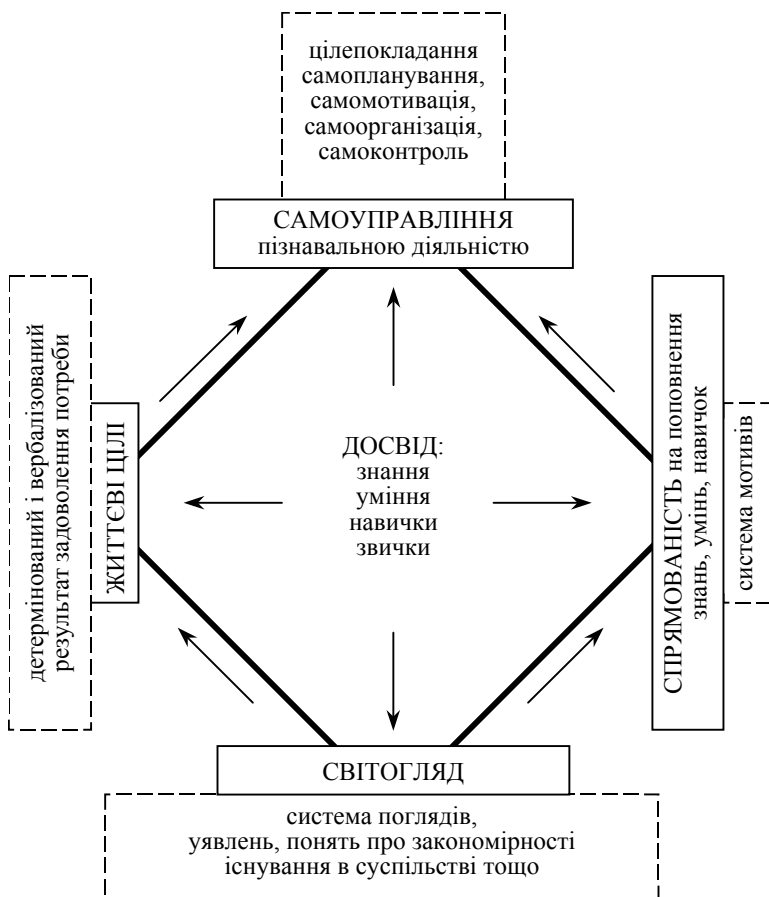 цілепокладання
самопланування,
самомотивація,
самоорганізація,
самоконтроль
САМОУПРАВЛІННЯ
пізнавальною діяльністю
детермінований і вербалізований
результат задоволення потреби
ЖИТТЄВІ ЦІЛІ
ДОСВІД:
знання
уміння
навички
звички
СПРЯМОВАНІСТЬ на поповнення
знань, умінь, навичок
система мотивів
СВІТОГЛЯД
система поглядів,
уявлень, понять про закономірності
існування в суспільстві тощо